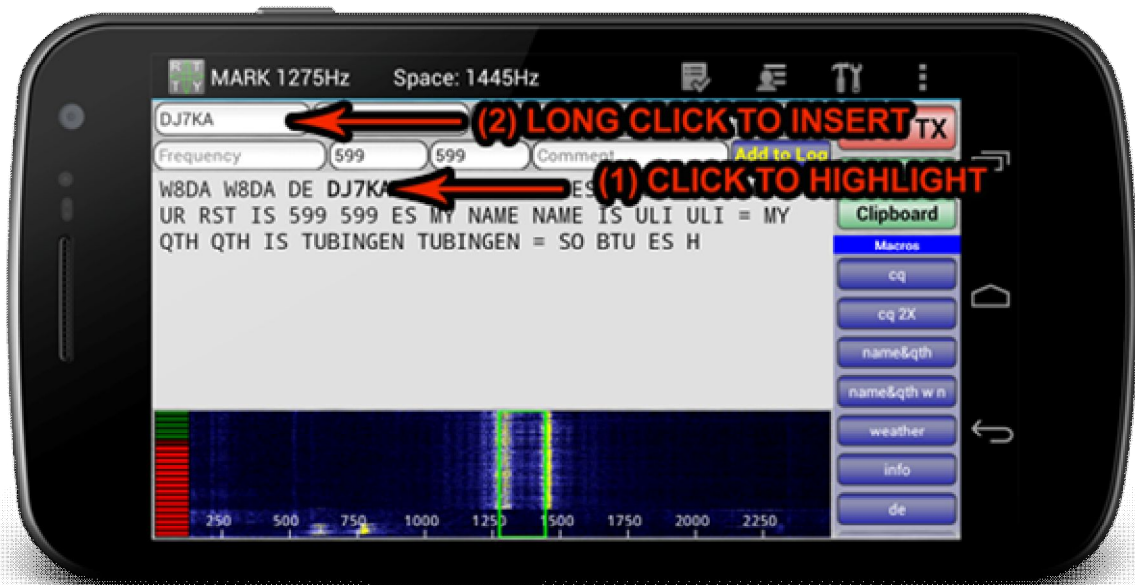 RTTY MARK 1275Hz Space: 1445Hz
DJ7KA (2) LONG CLICK TO INSERT TX
Frequency 599 599 Comment Add to Log
W8DA W8DA DE DJ7KA (1) CLICK TO HIGHLIGHT
UR RST IS 599 599 ES MY NAME NAME IS ULI ULI = MY
QTH QTH IS TUBINGEN TUBINGEN = SO BTU ES H
Clipboard
Macros
cq
cq 2X
name&qth
name&qth w n
weather
info
de
250 500 750 1000 1250 1500 1750 2000 2250